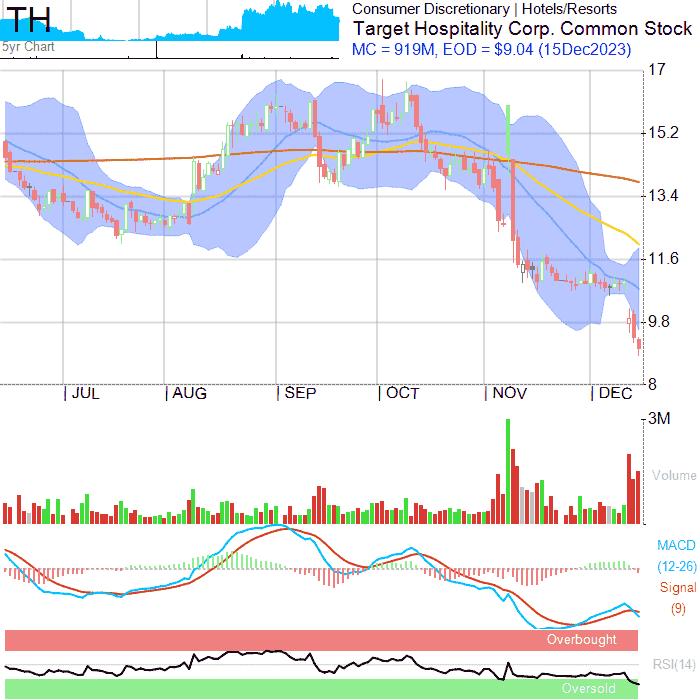 TH
5yr Chart
Consumer Discretionary | Hotels/Resorts
Target Hospitality Corp. Common Stock
MC = 919M, EOD = $9.04 (15Dec2023)
17
15.2
13.4
11.6
9.8
8
JUL AUG SEP OCT NOV DEC
3M
Volume
MACD
(12-26)
Signal
(9)
Overbought
RSI(14)
Oversold